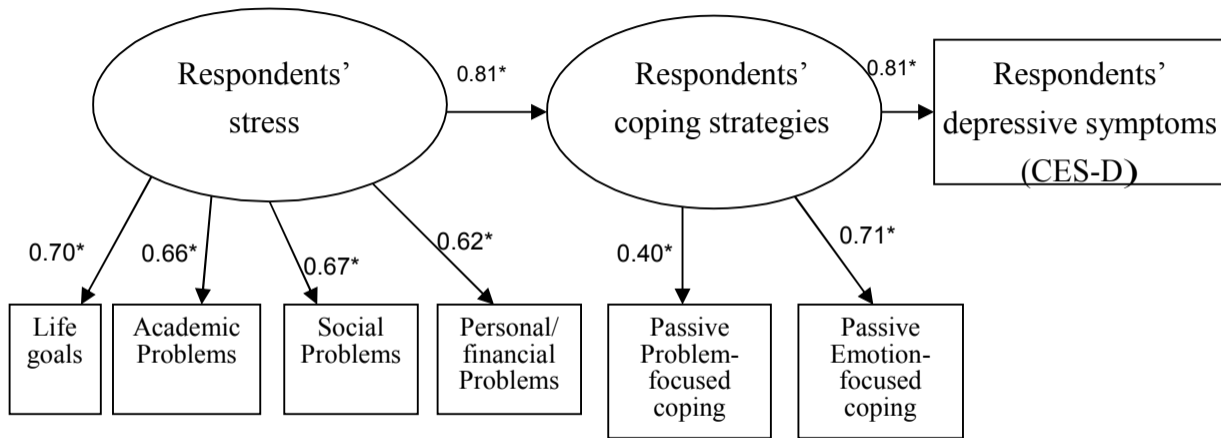 Respondents’
stress
0.81*
Respondents’
coping strategies
0.81*
Respondents’
depressive symptoms
(CES-D)
0.70*
0.66*
0.67*
0.62*
0.40*
0.71*
Life
goals
Academic
Problems
Social
Problems
Personal/
financial
Problems
Passive
Problem-
focused
coping
Passive
Emotion-
focused
coping